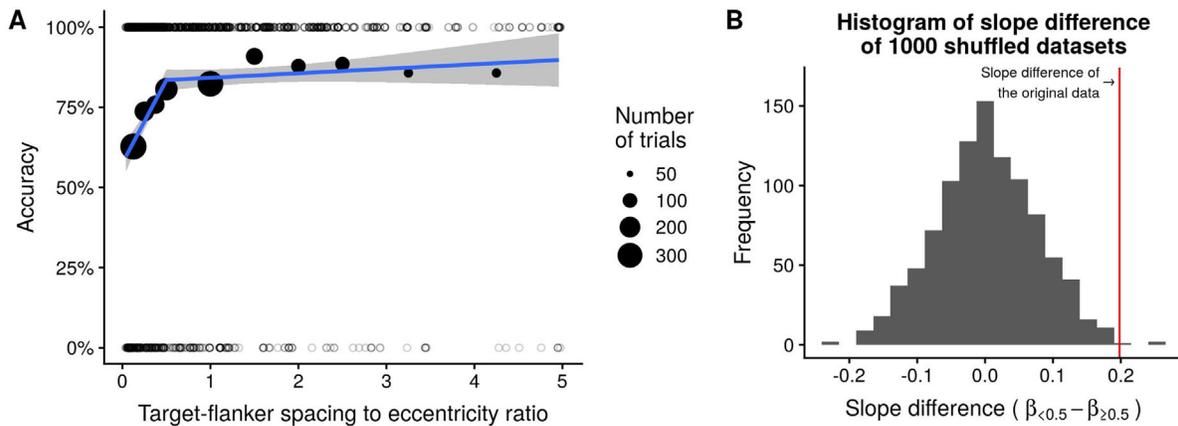 A
100%
75%
50%
25%
0%
Accuracy
0 1 2 3 4 5
Target-flanker spacing to eccentricity ratio
Number
of trials
50
100
200
300
B
Histogram of slope difference
of 1000 shuffled datasets
Slope difference of →
the original data
150
100
50
0
Frequency
-0.2 -0.1 0.0 0.1 0.2
Slope difference ( β<0.5 − β≥0.5 )